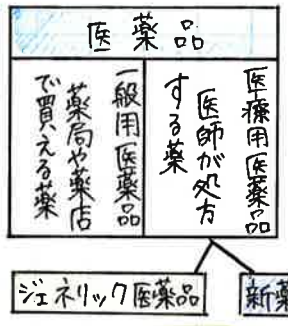 医薬品
医療用医薬品
医師が処方
する薬
一般用医薬品
薬局や薬店
で買える薬
ジェネリック医薬品
新薬